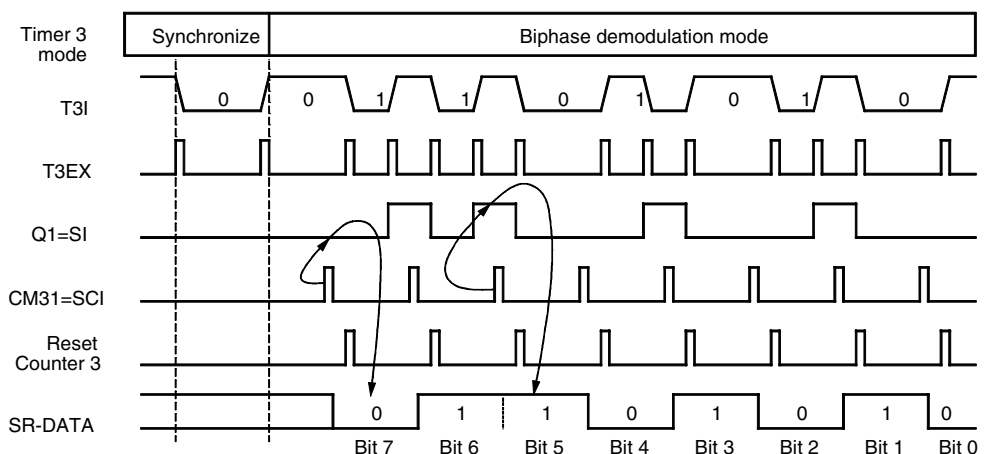 Timer 3
mode
Synchronize
Biphase demodulation mode
T3I
0 0 1 1 0 1 0 1 0
T3EX
Q1=SI
CM31=SCI
Reset
Counter 3
SR-DATA
0 1 1 0 1 0 1 0
Bit 7 Bit 6 Bit 5 Bit 4 Bit 3 Bit 2 Bit 1 Bit 0